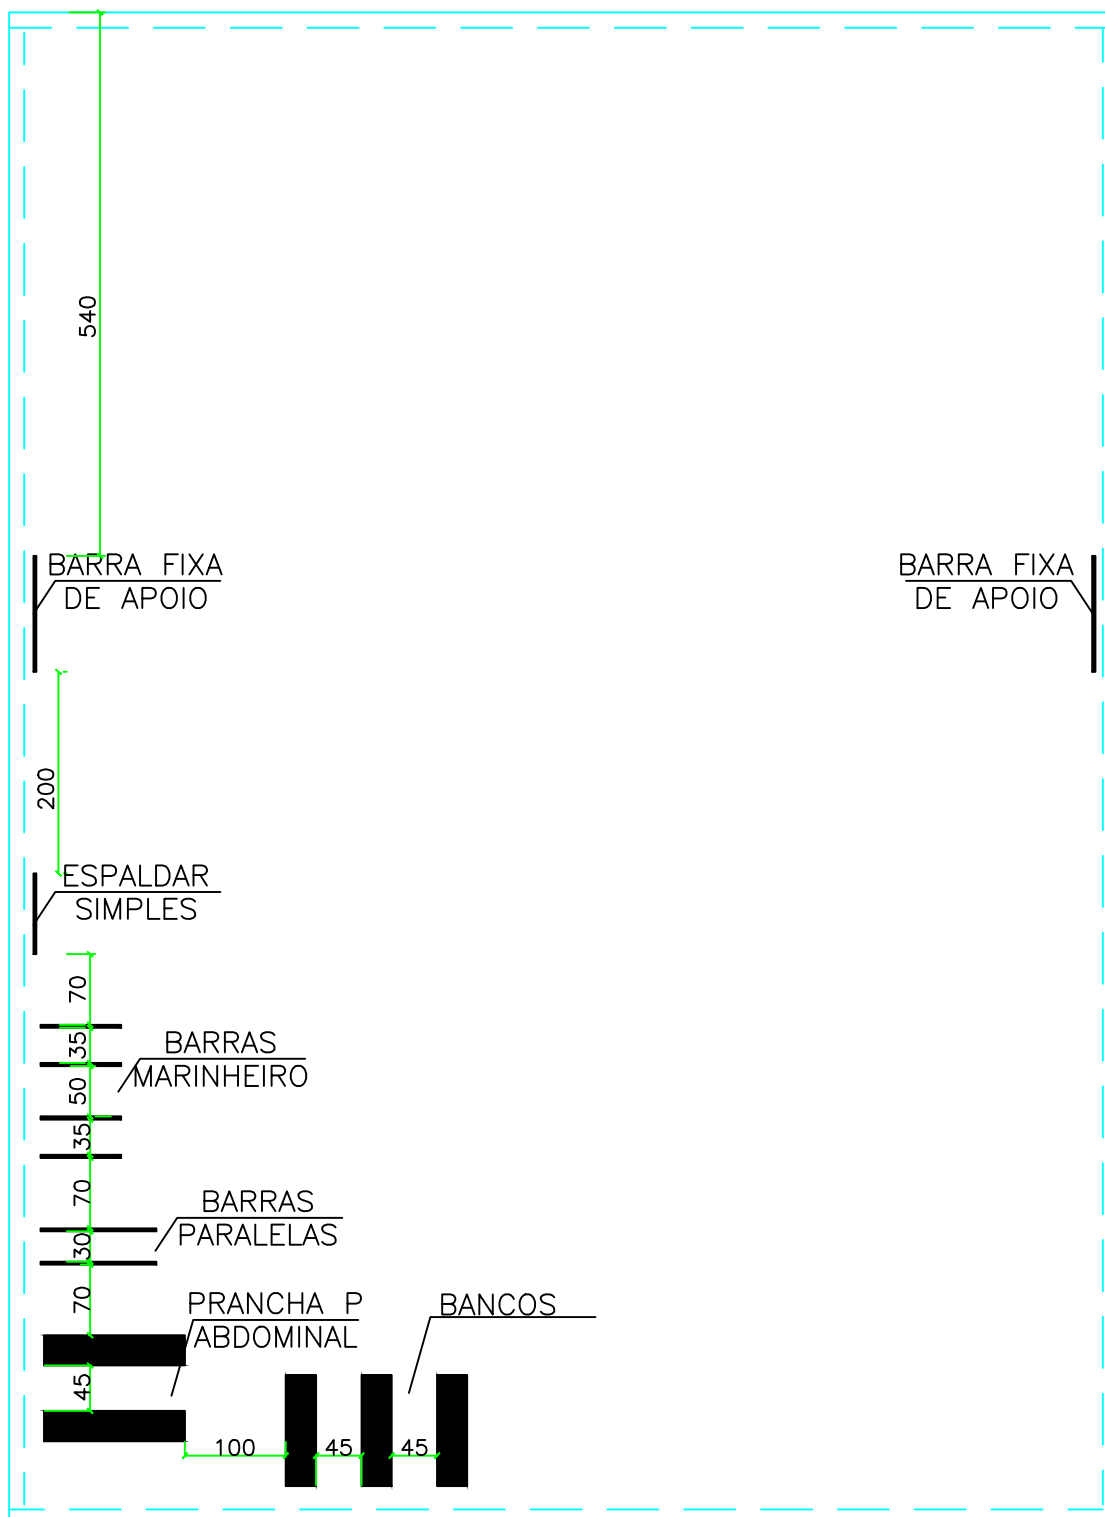 540
BARRA FIXA
DE APOIO
BARRA FIXA
DE APOIO
200
ESPALDAR
SIMPLES
70
35
BARRAS
MARINHEIRO
50
35
70
BARRAS
PARALELAS
30
70
PRANCHA P
ABDOMINAL
BANCOS
45
100
45
45